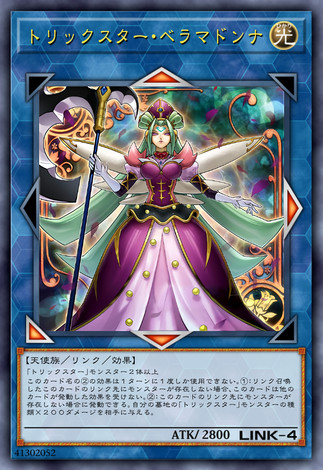 トリックスター・ベラマドンナ
光
【天使族／リンク／効果】
「トリックスター」モンスター2体以上
このカード名の②の効果は1ターンに1度しか使用できない。①:リンク召喚
したこのカードのリンク先にモンスターが存在しない場合、このカードは他の
カードが発動した効果を受けない。②:このカードのリンク先にモンスターが
存在しない場合に発動できる。自分の墓地の「トリックスター」モンスターの種
類×200ダメージを相手に与える。
ATK/ 2800 LINK-4
41302052